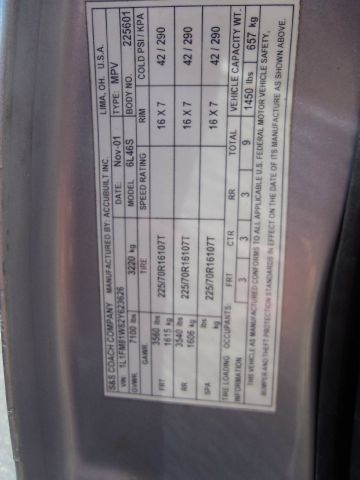 S&S COACH COMPANY MANUFACTURED BY: ACCUBUILT INC. LIMA, OH. U.S.A.
VIN: 1L1FM81W82Y623626 DATE: Nov-01 TYPE: MPV
GVWR: 7100 lbs 3220 kg MODEL 6L46S BODY NO. 225601
GAWR: TIRE SPEED RATING RIM COLD PSI / KPA
FRT 3560 lbs 1615 kg 225/70R16107T 16 X 7 42 / 290
RR 3540 lbs 1606 kg 225/70R16107T 16 X 7 42 / 290
SPA lbs kg 225/70R16107T 16 X 7 42 / 290
TIRE LOADING OCCUPANTS: FRT CTR RR TOTAL VEHICLE CAPACITY WT.
INFORMATION 3 3 3 9 1450 lbs 657 kg
THIS VEHICLE AS MANUFACTURED CONFORMS TO ALL APPLICABLE U.S. FEDERAL MOTOR VEHICLE SAFETY,
BUMPER AND THEFT PROTECTION STANDARDS IN EFFECT ON THE DATE OF ITS MANUFACTURE AS SHOWN ABOVE.